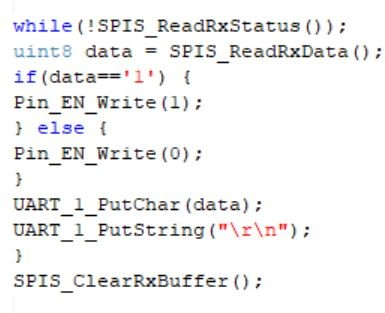 while(!SPIS_ReadRxStatus());
uint8 data = SPIS_ReadRxData();
if(data=='1') {
Pin_EN_Write(1);
} else {
Pin_EN_Write(0);
}
UART_1_PutChar(data);
UART_1_PutString("\r\n");
}
SPIS_ClearRxBuffer();